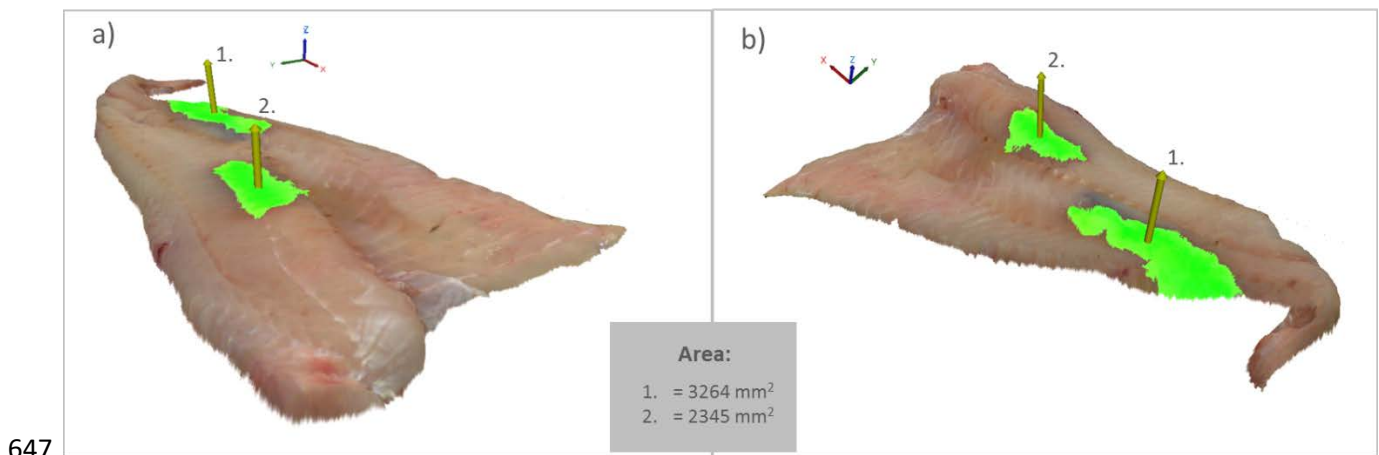 a)
Z
Y
X
1.
2.
b)
X
Z
Y
2.
1.
Area:
1. = 3264 mm²
2. = 2345 mm²
647